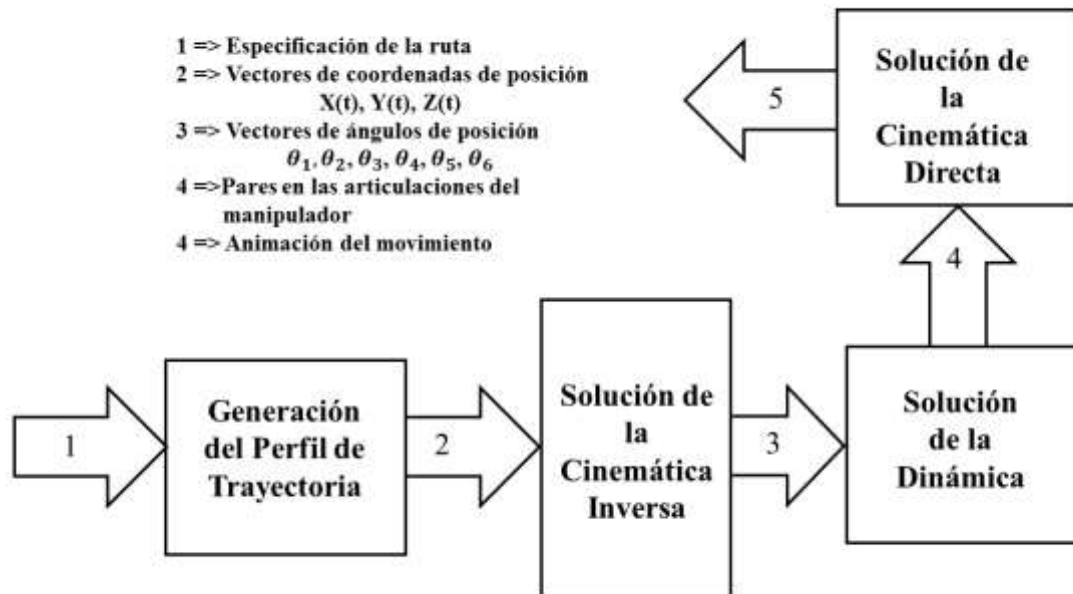 1 => Especificación de la ruta
2 => Vectores de coordenadas de posición
X(t), Y(t), Z(t)
3 => Vectores de ángulos de posición
θ₁, θ₂, θ₃, θ₄, θ₅, θ₆
4 =>Pares en las articulaciones del
manipulador
4 => Animación del movimiento
1
Generación
del Perfil de
Trayectoria
2
Solución de
la
Cinemática
Inversa
3
Solución
de la
Dinámica
4
Solución de
la
Cinemática
Directa
5